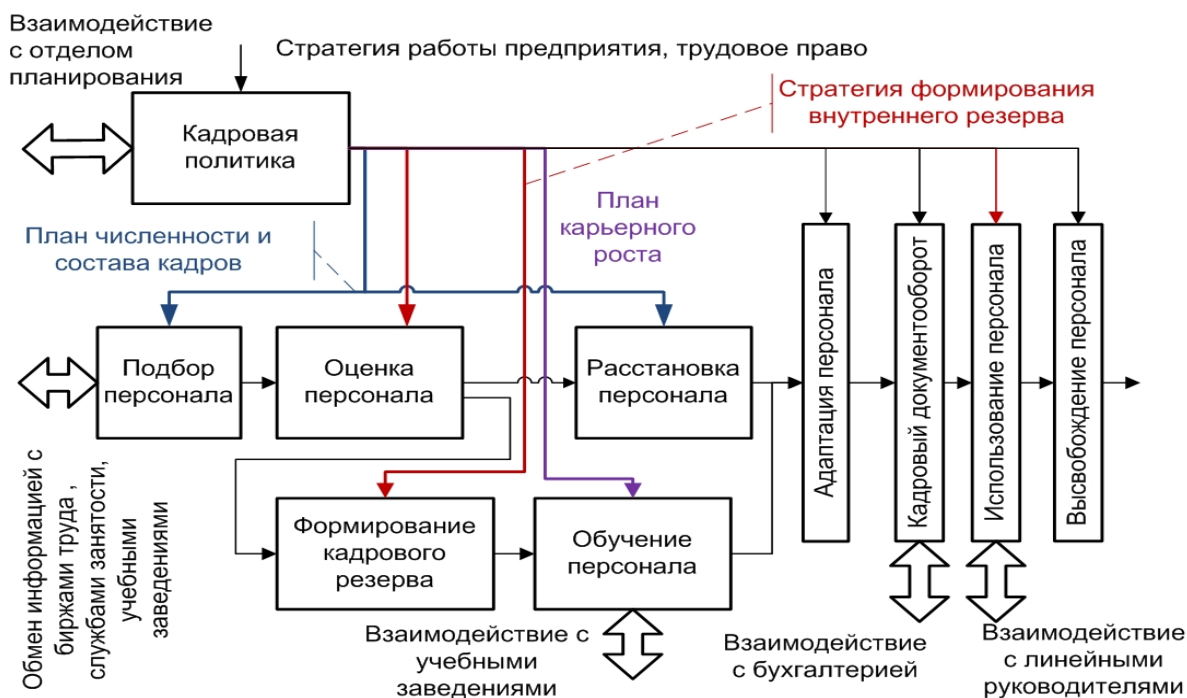 Взаимодействие
с отделом
планирования
Стратегия работы предприятия, трудовое право
Стратегия формирования
внутреннего резерва
Кадровая
политика
План численности и
состава кадров
План
карьерного
роста
Подбор
персонала
Оценка
персонала
Расстановка
персонала
Адаптация персонала
Кадровый документооборот
Использование персонала
Высвобождение персонала
Формирование
кадрового
резерва
Обучение
персонала
Обмен информацией с
биржами труда ,
службами занятости,
учебными
заведениями
Взаимодействие с
учебными
заведениями
Взаимодействие
с бухгалтерией
Взаимодействие
с линейными
руководителями